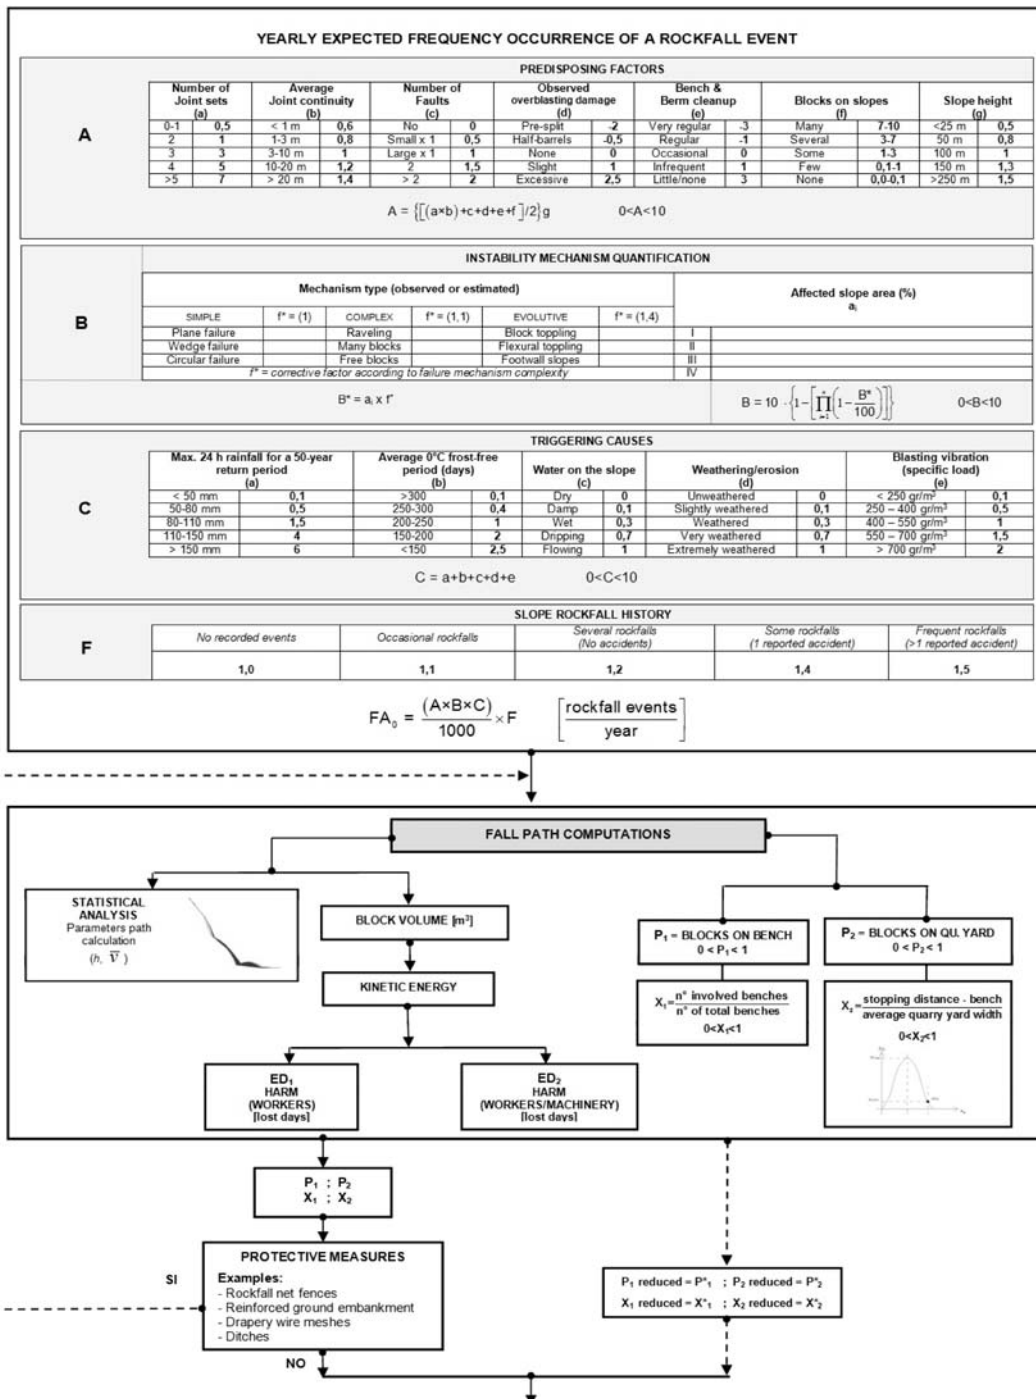 YEARLY EXPECTED FREQUENCY OCCURRENCE OF A ROCKFALL EVENT
A
PREDISPOSING FACTORS
Number of Joint sets (a) | Average Joint continuity (b) | Number of Faults (c) | Observed overblasting damage (d) | Bench & Berm cleanup (e) | Blocks on slopes (f) | Slope height (g)
0-1 | 0,5 | < 1 m | 0,6 | No | 0 | Pre-split | -2 | Very regular | -3 | Many | 7-10 | <25 m | 0,5
2 | 1 | 1-3 m | 0,8 | Small x 1 | 0,5 | Half-barrels | -0,5 | Regular | -1 | Several | 3-7 | 50 m | 0,8
3 | 3 | 3-10 m | 1 | Large x 1 | 1 | None | 0 | Occasional | 0 | Some | 1-3 | 100 m | 1
4 | 5 | 10-20 m | 1,2 | 2 | 1,5 | Slight | 1 | Infrequent | 1 | Few | 0,1-1 | 150 m | 1,3
>5 | 7 | > 20 m | 1,4 | > 2 | 2 | Excessive | 2,5 | Little/none | 3 | None | 0,0-0,1 | >250 m | 1,5
A = {[(a×b)+c+d+e+f]/2}g 0<A<10
B
INSTABILITY MECHANISM QUANTIFICATION
Mechanism type (observed or estimated) | Affected slope area (%) aᵢ
SIMPLE | f* = (1) | COMPLEX | f* = (1,1) | EVOLUTIVE | f* = (1,4)
Plane failure | Raveling | Block toppling | I
Wedge failure | Many blocks | Flexural toppling | II
Circular failure | Free blocks | Footwall slopes | III
f* = corrective factor according to failure mechanism complexity | IV
B* = aᵢ x f* B = 10 · {1-[∏(1-B*/100)]} 0<B<10
C
TRIGGERING CAUSES
Max. 24 h rainfall for a 50-year return period (a) | Average 0°C frost-free period (days) (b) | Water on the slope (c) | Weathering/erosion (d) | Blasting vibration (specific load) (e)
< 50 mm | 0,1 | >300 | 0,1 | Dry | 0 | Unweathered | 0 | < 250 gr/m³ | 0,1
50-80 mm | 0,5 | 250-300 | 0,4 | Damp | 0,1 | Slightly weathered | 0,1 | 250 – 400 gr/m³ | 0,5
80-110 mm | 1,5 | 200-250 | 1 | Wet | 0,3 | Weathered | 0,3 | 400 – 550 gr/m³ | 1
110-150 mm | 4 | 150-200 | 2 | Dripping | 0,7 | Very weathered | 0,7 | 550 – 700 gr/m³ | 1,5
> 150 mm | 6 | <150 | 2,5 | Flowing | 1 | Extremely weathered | 1 | > 700 gr/m³ | 2
C = a+b+c+d+e 0<C<10
F
SLOPE ROCKFALL HISTORY
No recorded events | Occasional rockfalls | Several rockfalls (No accidents) | Some rockfalls (1 reported accident) | Frequent rockfalls (>1 reported accident)
1,0 | 1,1 | 1,2 | 1,4 | 1,5
FA₀ = (A×B×C)/1000 × F [rockfall events/year]
FALL PATH COMPUTATIONS
STATISTICAL
ANALYSIS
Parameters path
calculation
(h, V̅ )
BLOCK VOLUME [m³]
KINETIC ENERGY
ED₁
HARM
(WORKERS)
[lost days]
ED₂
HARM
(WORKERS/MACHINERY)
[lost days]
P₁ = BLOCKS ON BENCH
0 < P₁ < 1
X₁= n° involved benches / n° of total benches
0<X₁<1
P₂ = BLOCKS ON QU. YARD
0 < P₂ < 1
X₂= stopping distance - bench / average quarry yard width
0<X₂<1
P₁ ; P₂
X₁ ; X₂
SI
PROTECTIVE MEASURES
Examples:
- Rockfall net fences
- Reinforced ground embankment
- Drapery wire meshes
- Ditches
NO
P₁ reduced = P*₁ ; P₂ reduced = P*₂
X₁ reduced = X*₁ ; X₂ reduced = X*₂